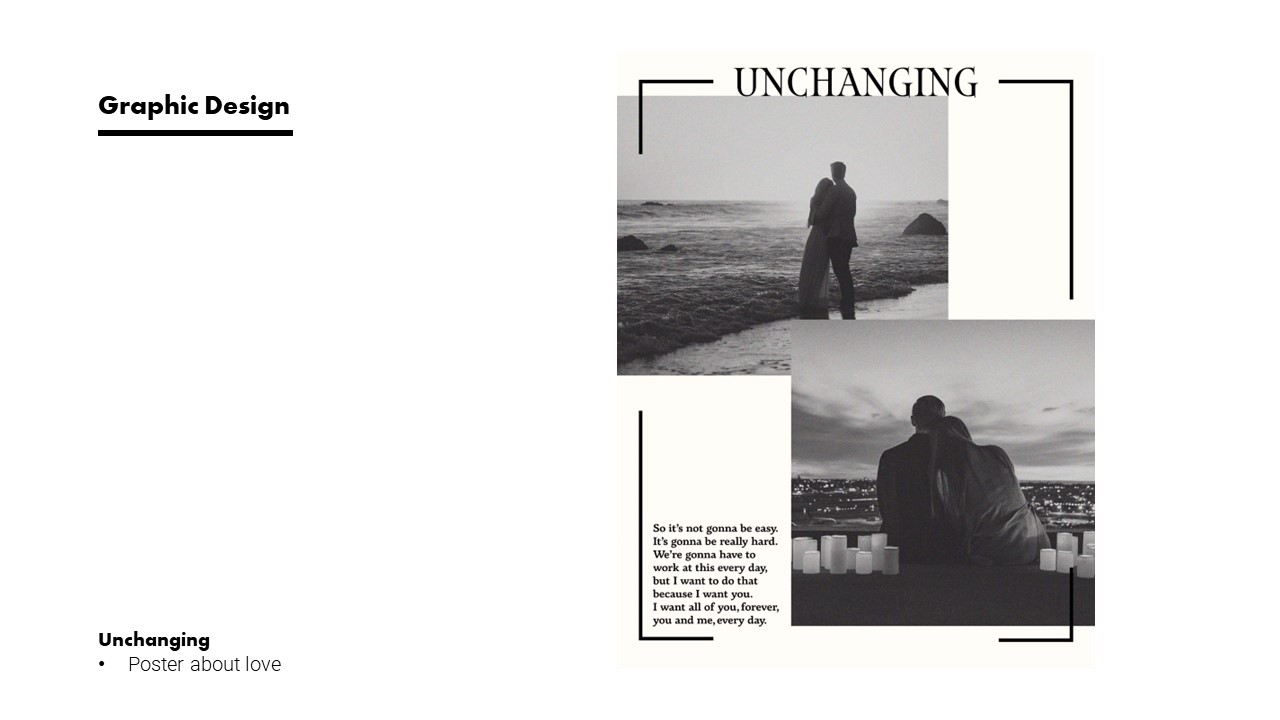 Graphic Design
UNCHANGING
So it's not gonna be easy.
It's gonna be really hard.
We're gonna have to
work at this every day,
but I want to do that
because I want you.
I want all of you, forever,
you and me, every day.
Unchanging
• Poster about love